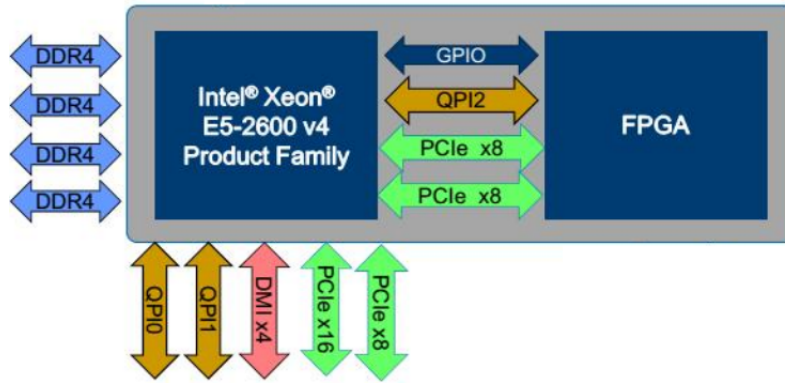 DDR4
DDR4
DDR4
DDR4
Intel® Xeon®
E5-2600 v4
Product Family
GPIO
QPI2
PCIe x8
PCIe x8
FPGA
QPI0
QPI1
DMI x4
PCIe x16
PCIe x8